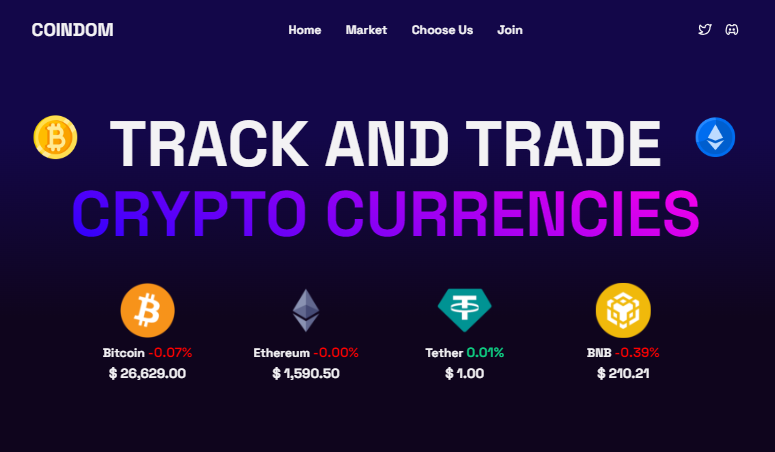 COINDOM
Home Market Choose Us Join
TRACK AND TRADE
CRYPTO CURRENCIES
Bitcoin -0.07% Ethereum -0.00% Tether 0.01% BNB -0.39%
$ 26,629.00 $ 1,590.50 $ 1.00 $ 210.21